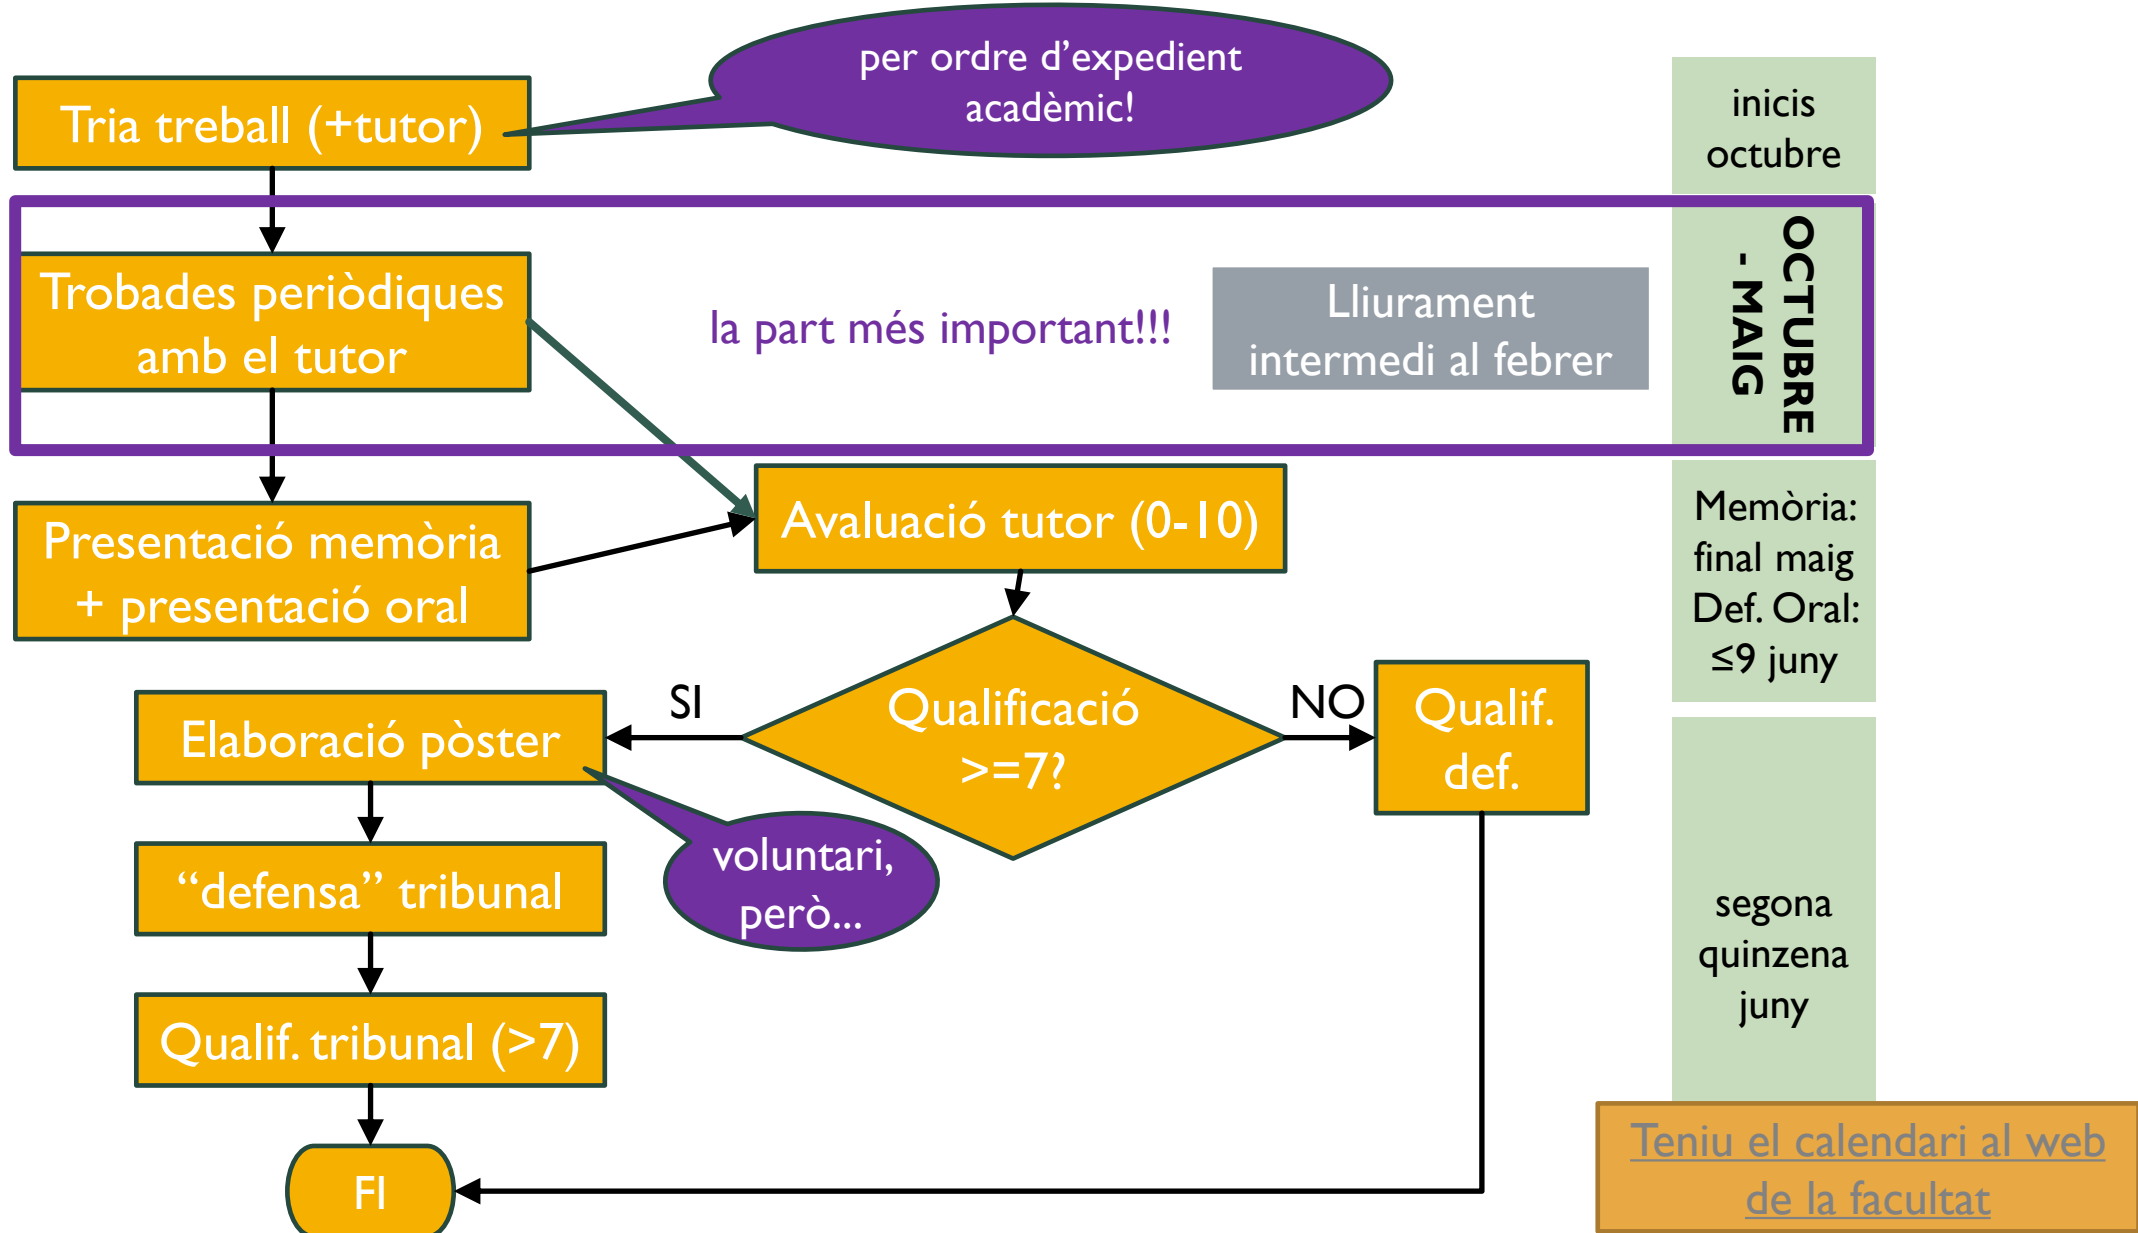 per ordre d’expedient
acadèmic!
Tria treball (+tutor)
inicis
octubre
Trobades periòdiques
amb el tutor
la part més important!!!
Lliurament
intermedi al febrer
OCTUBRE
- MAIG
Presentació memòria
+ presentació oral
Avaluació tutor (0-10)
Memòria:
final maig
Def. Oral:
≤9 juny
Qualificació
>=7?
SI
NO
Qualif.
def.
Elaboració pòster
voluntari,
però...
“defensa” tribunal
Qualif. tribunal (>7)
segona
quinzena
juny
FI
Teniu el calendari al web
de la facultat